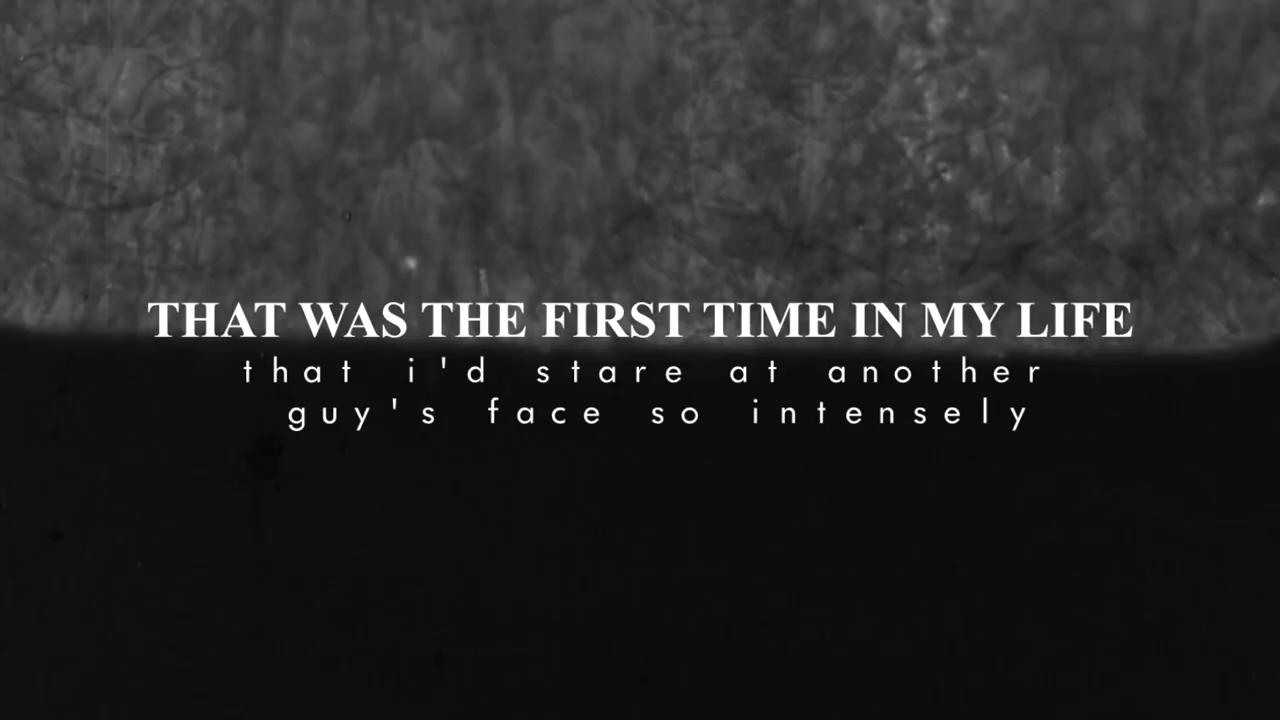 THAT WAS THE FIRST TIME IN MY LIFE
that i'd stare at another
guy's face so intensely